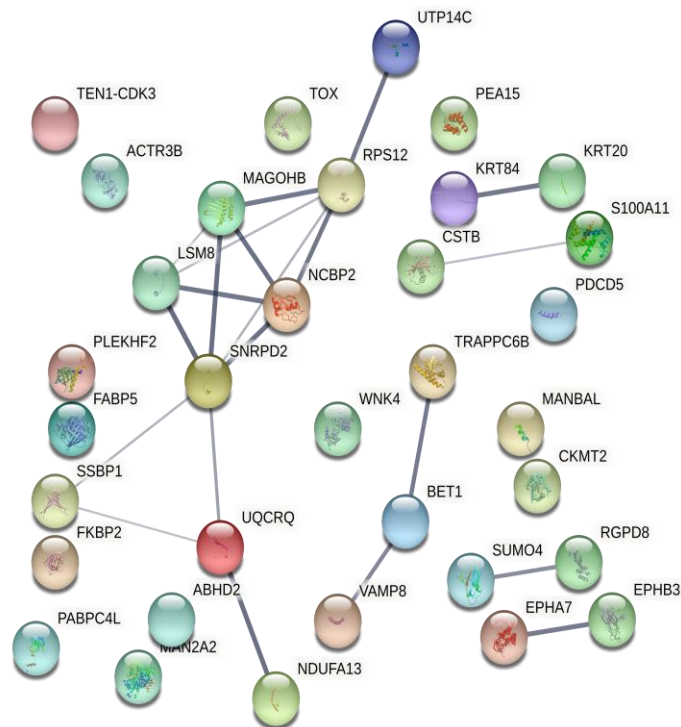 UTP14C
TEN1-CDK3
TOX
PEA15
ACTR3B
RPS12
KRT84
KRT20
MAGOHB
S100A11
CSTB
LSM8
NCBP2
PDCD5
PLEKHF2
SNRPD2
TRAPPC6B
FABP5
WNK4
MANBAL
CKMT2
SSBP1
BET1
UQCRQ
FKBP2
SUMO4
RGPD8
ABHD2
VAMP8
EPHA7
EPHB3
PABPC4L
MAN2A2
NDUFA13